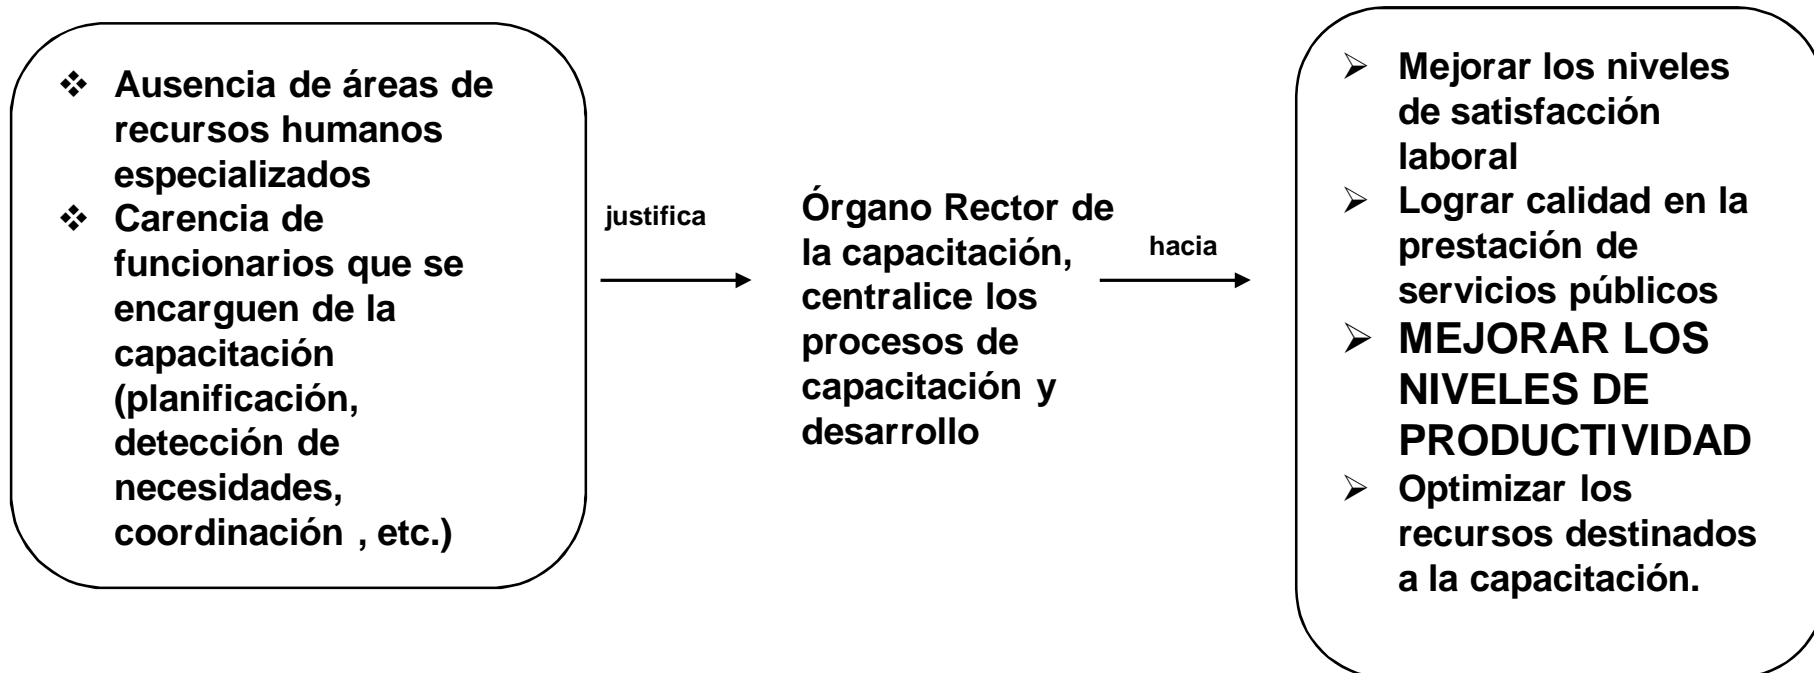 ❖ Ausencia de áreas de
recursos humanos
especializados
❖ Carencia de
funcionarios que se
encarguen de la
capacitación
(planificación,
detección de
necesidades,
coordinación , etc.)
justifica
Órgano Rector de
la capacitación,
centralice los
procesos de
capacitación y
desarrollo
hacia
➢ Mejorar los niveles
de satisfacción
laboral
➢ Lograr calidad en la
prestación de
servicios públicos
➢ MEJORAR LOS
NIVELES DE
PRODUCTIVIDAD
➢ Optimizar los
recursos destinados
a la capacitación.